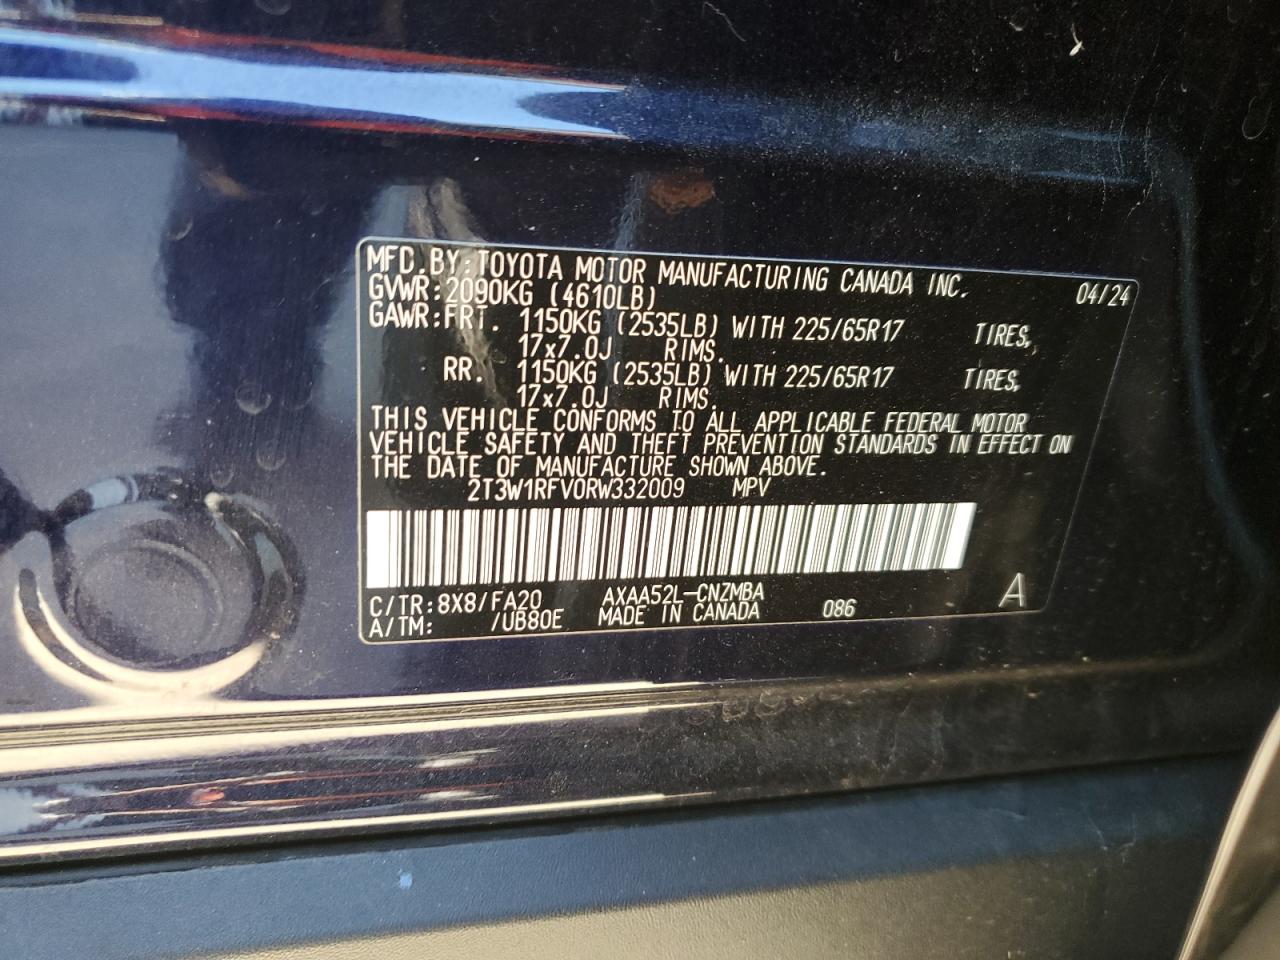 MFD. BY: TOYOTA MOTOR MANUFACTURING CANADA INC. 04/24
GVWR: 2090KG (4610LB)
GAWR: FRT. 1150KG (2535LB) WITH 225/65R17 TIRES,
17x7.0J RIMS.
RR. 1150KG (2535LB) WITH 225/65R17 TIRES,
17x7.0J RIMS.
THIS VEHICLE CONFORMS TO ALL APPLICABLE FEDERAL MOTOR
VEHICLE SAFETY AND THEFT PREVENTION STANDARDS IN EFFECT ON
THE DATE OF MANUFACTURE SHOWN ABOVE.
2T3W1RFV0RW332009 MPV
C/TR: 8X8/FA20 AXAA52L-CNZMBA A
A/TM: /UB80E MADE IN CANADA 086